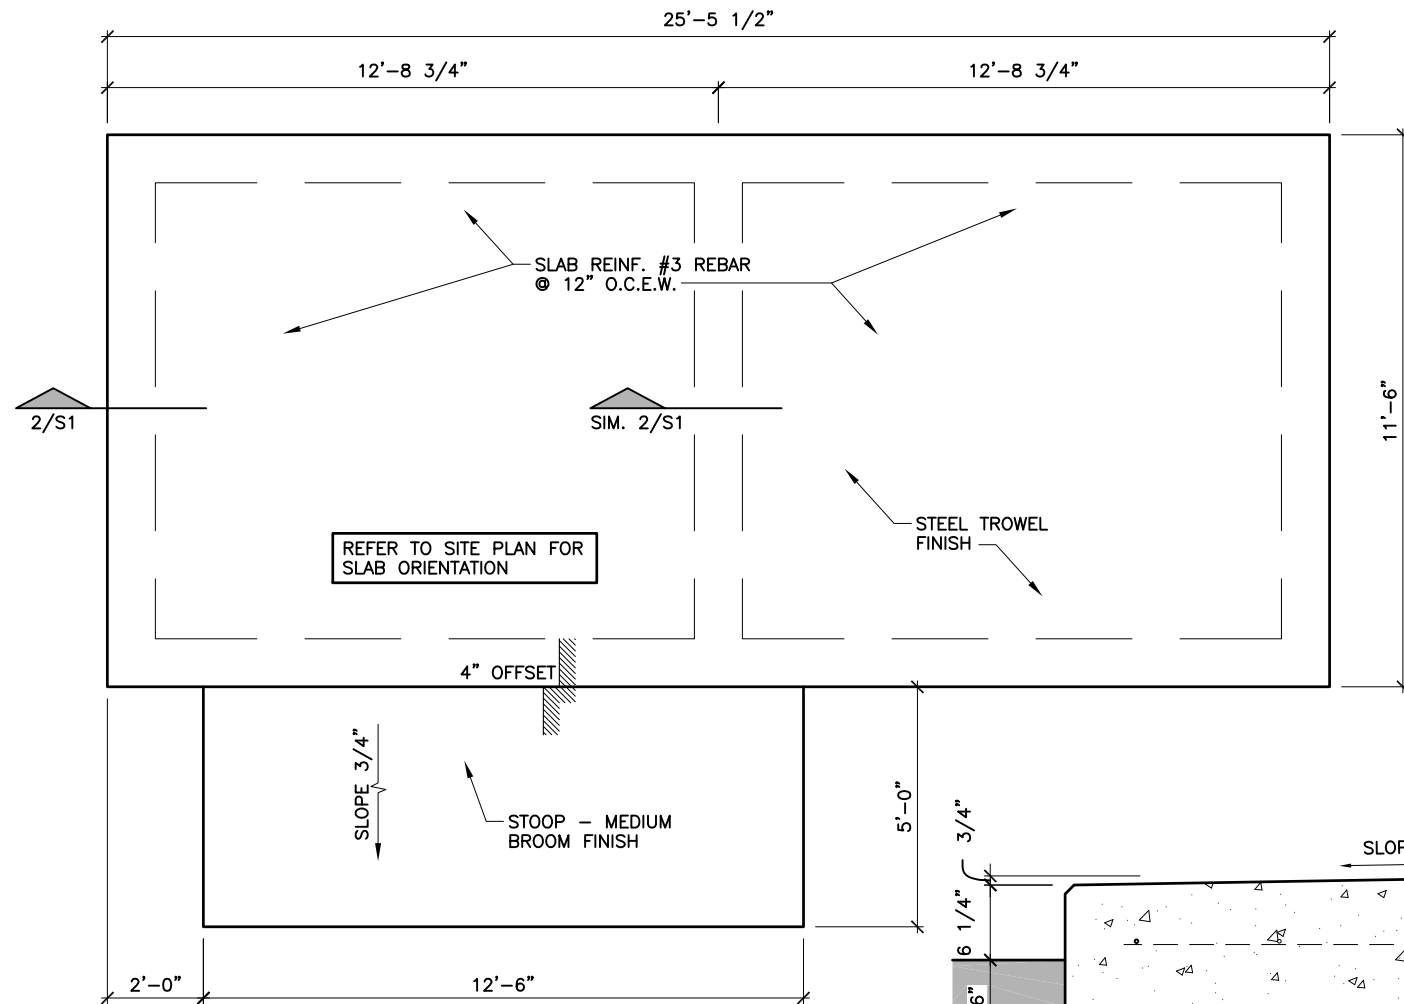 25'-5 1/2"
12'-8 3/4"
12'-8 3/4"
SLAB REINF. #3 REBAR
@ 12" O.C.E.W.
2/S1
SIM. 2/S1
11'-6"
STEEL TROWEL
FINISH
REFER TO SITE PLAN FOR
SLAB ORIENTATION
4" OFFSET
SLOPE 3/4"
STOOP – MEDIUM
BROOM FINISH
5'-0"
3/4"
SLOP
6 1/4"
6"
2'-0"
12'-6"